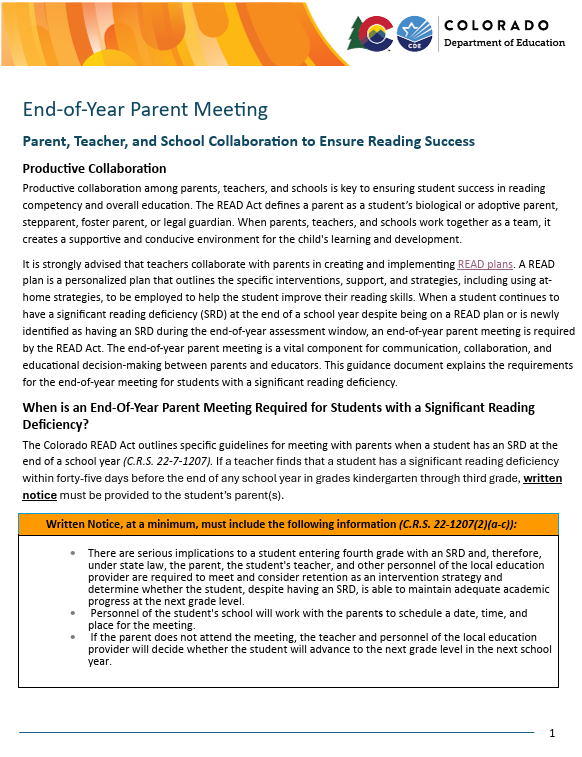 COLORADO
Department of Education
CDE
End-of-Year Parent Meeting
Parent, Teacher, and School Collaboration to Ensure Reading Success
Productive Collaboration
Productive collaboration among parents, teachers, and schools is key to ensuring student success in reading
competency and overall education. The READ Act defines a parent as a student's biological or adoptive parent,
stepparent, foster parent, or legal guardian. When parents, teachers, and schools work together as a team, it
creates a supportive and conducive environment for the child's learning and development.
It is strongly advised that teachers collaborate with parents in creating and implementing READ plans. A READ
plan is a personalized plan that outlines the specific interventions, support, and strategies, including using at-
home strategies, to be employed to help the student improve their reading skills. When a student continues to
have a significant reading deficiency (SRD) at the end of a school year despite being on a READ plan or is newly
identified as having an SRD during the end-of-year assessment window, an end-of-year parent meeting is required
by the READ Act. The end-of-year parent meeting is a vital component for communication, collaboration, and
educational decision-making between parents and educators. This guidance document explains the requirements
for the end-of-year meeting for students with a significant reading deficiency.
When is an End-Of-Year Parent Meeting Required for Students with a Significant Reading
Deficiency?
The Colorado READ Act outlines specific guidelines for meeting with parents when a student has an SRD at the
end of a school year (C.R.S. 22-7-1207). If a teacher finds that a student has a significant reading deficiency
within forty-five days before the end of any school year in grades kindergarten through third grade, written
notice must be provided to the student's parent(s).
Written Notice, at a minimum, must include the following information (C.R.S. 22-1207(2)(a-c)):
• There are serious implications to a student entering fourth grade with an SRD and, therefore,
under state law, the parent, the student's teacher, and other personnel of the local education
provider are required to meet and consider retention as an intervention strategy and
determine whether the student, despite having an SRD, is able to maintain adequate academic
progress at the next grade level.
• Personnel of the student's school will work with the parents to schedule a date, time, and
place for the meeting.
• If the parent does not attend the meeting, the teacher and personnel of the local education
provider will decide whether the student will advance to the next grade level in the next school
year.
1